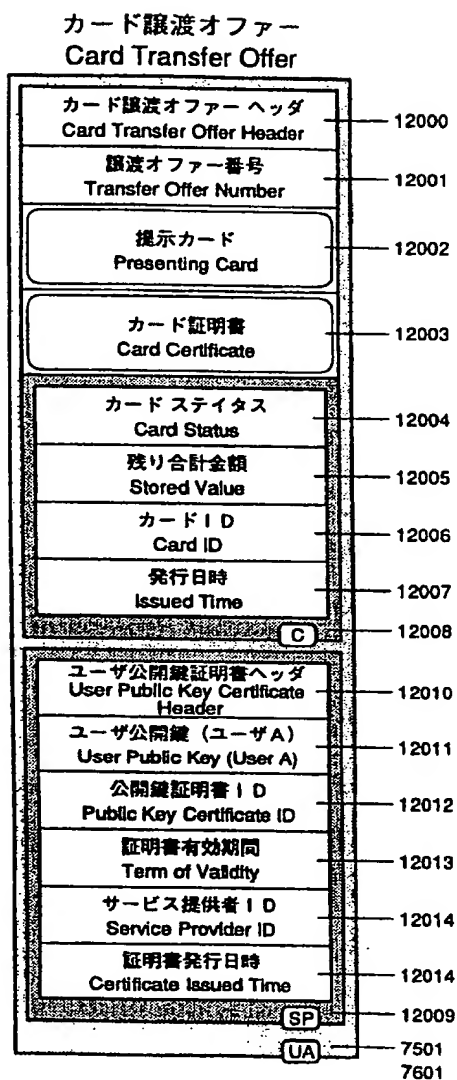 カード譲渡オファー
Card Transfer Offer
カード譲渡オファー ヘッダ
Card Transfer Offer Header
12000
譲渡オファー番号
Transfer Offer Number
12001
提示カード
Presenting Card
12002
カード証明書
Card Certificate
12003
カード ステイタス
Card Status
12004
残り合計金額
Stored Value
12005
カードID
Card ID
12006
発行日時
Issued Time
12007
C
12008
ユーザ公開鍵証明書ヘッダ
User Public Key Certificate
Header
12010
ユーザ公開鍵（ユーザA）
User Public Key (User A)
12011
公開鍵証明書ID
Public Key Certificate ID
12012
証明書有効期間
Term of Validity
12013
サービス提供者ID
Service Provider ID
12014
証明書発行日時
Certificate Issued Time
12014
SP
12009
UA
7501
7601